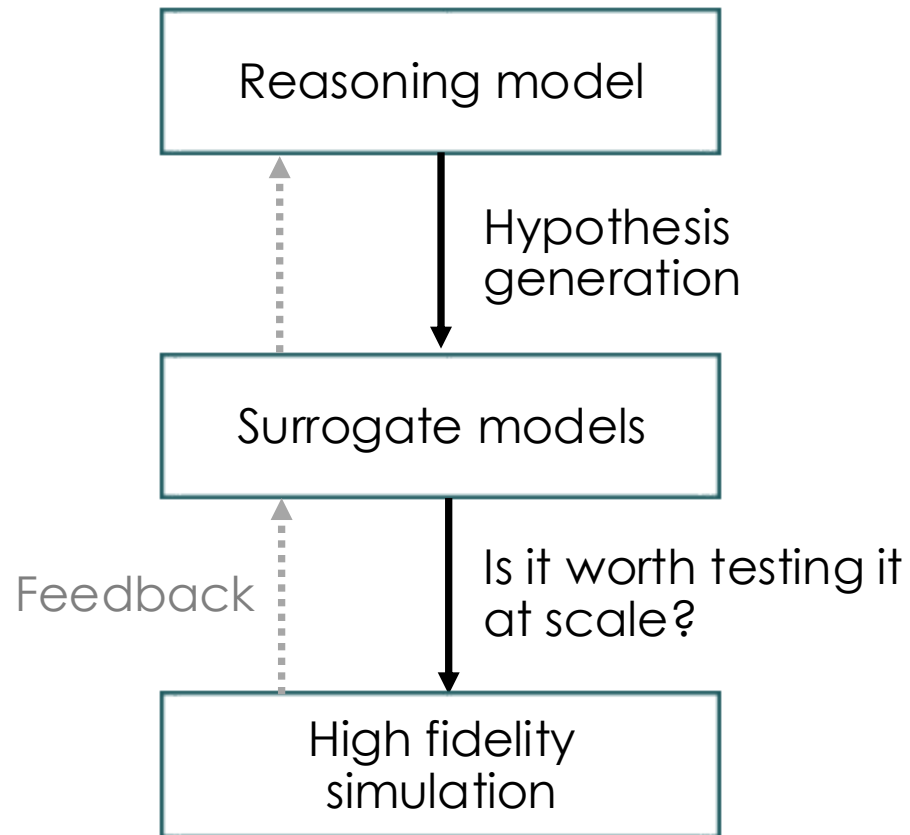 Reasoning model
Hypothesis
generation
Surrogate models
Feedback
Is it worth testing it
at scale?
High fidelity
simulation